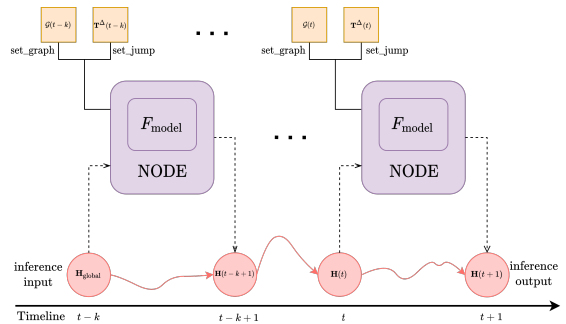 𝒢(t − k) T^Δ(t − k) 𝒢(t) T^Δ(t)
set_graph set_jump set_graph set_jump
F_model F_model
NODE NODE
inference input
H_global H(t − k + 1) H(t) H(t + 1)
inference output
Timeline t − k t − k + 1 t t + 1